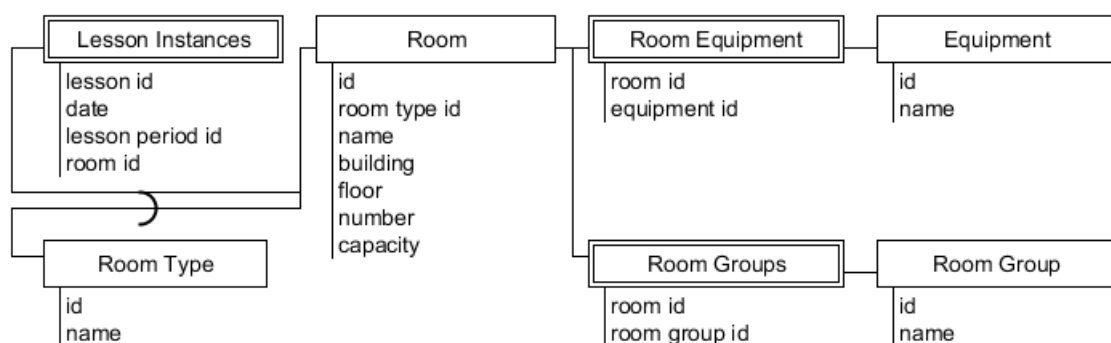 Lesson Instances
lesson id
date
lesson period id
room id
Room
id
room type id
name
building
floor
number
capacity
Room Equipment
room id
equipment id
Equipment
id
name
Room Type
id
name
Room Groups
room id
room group id
Room Group
id
name